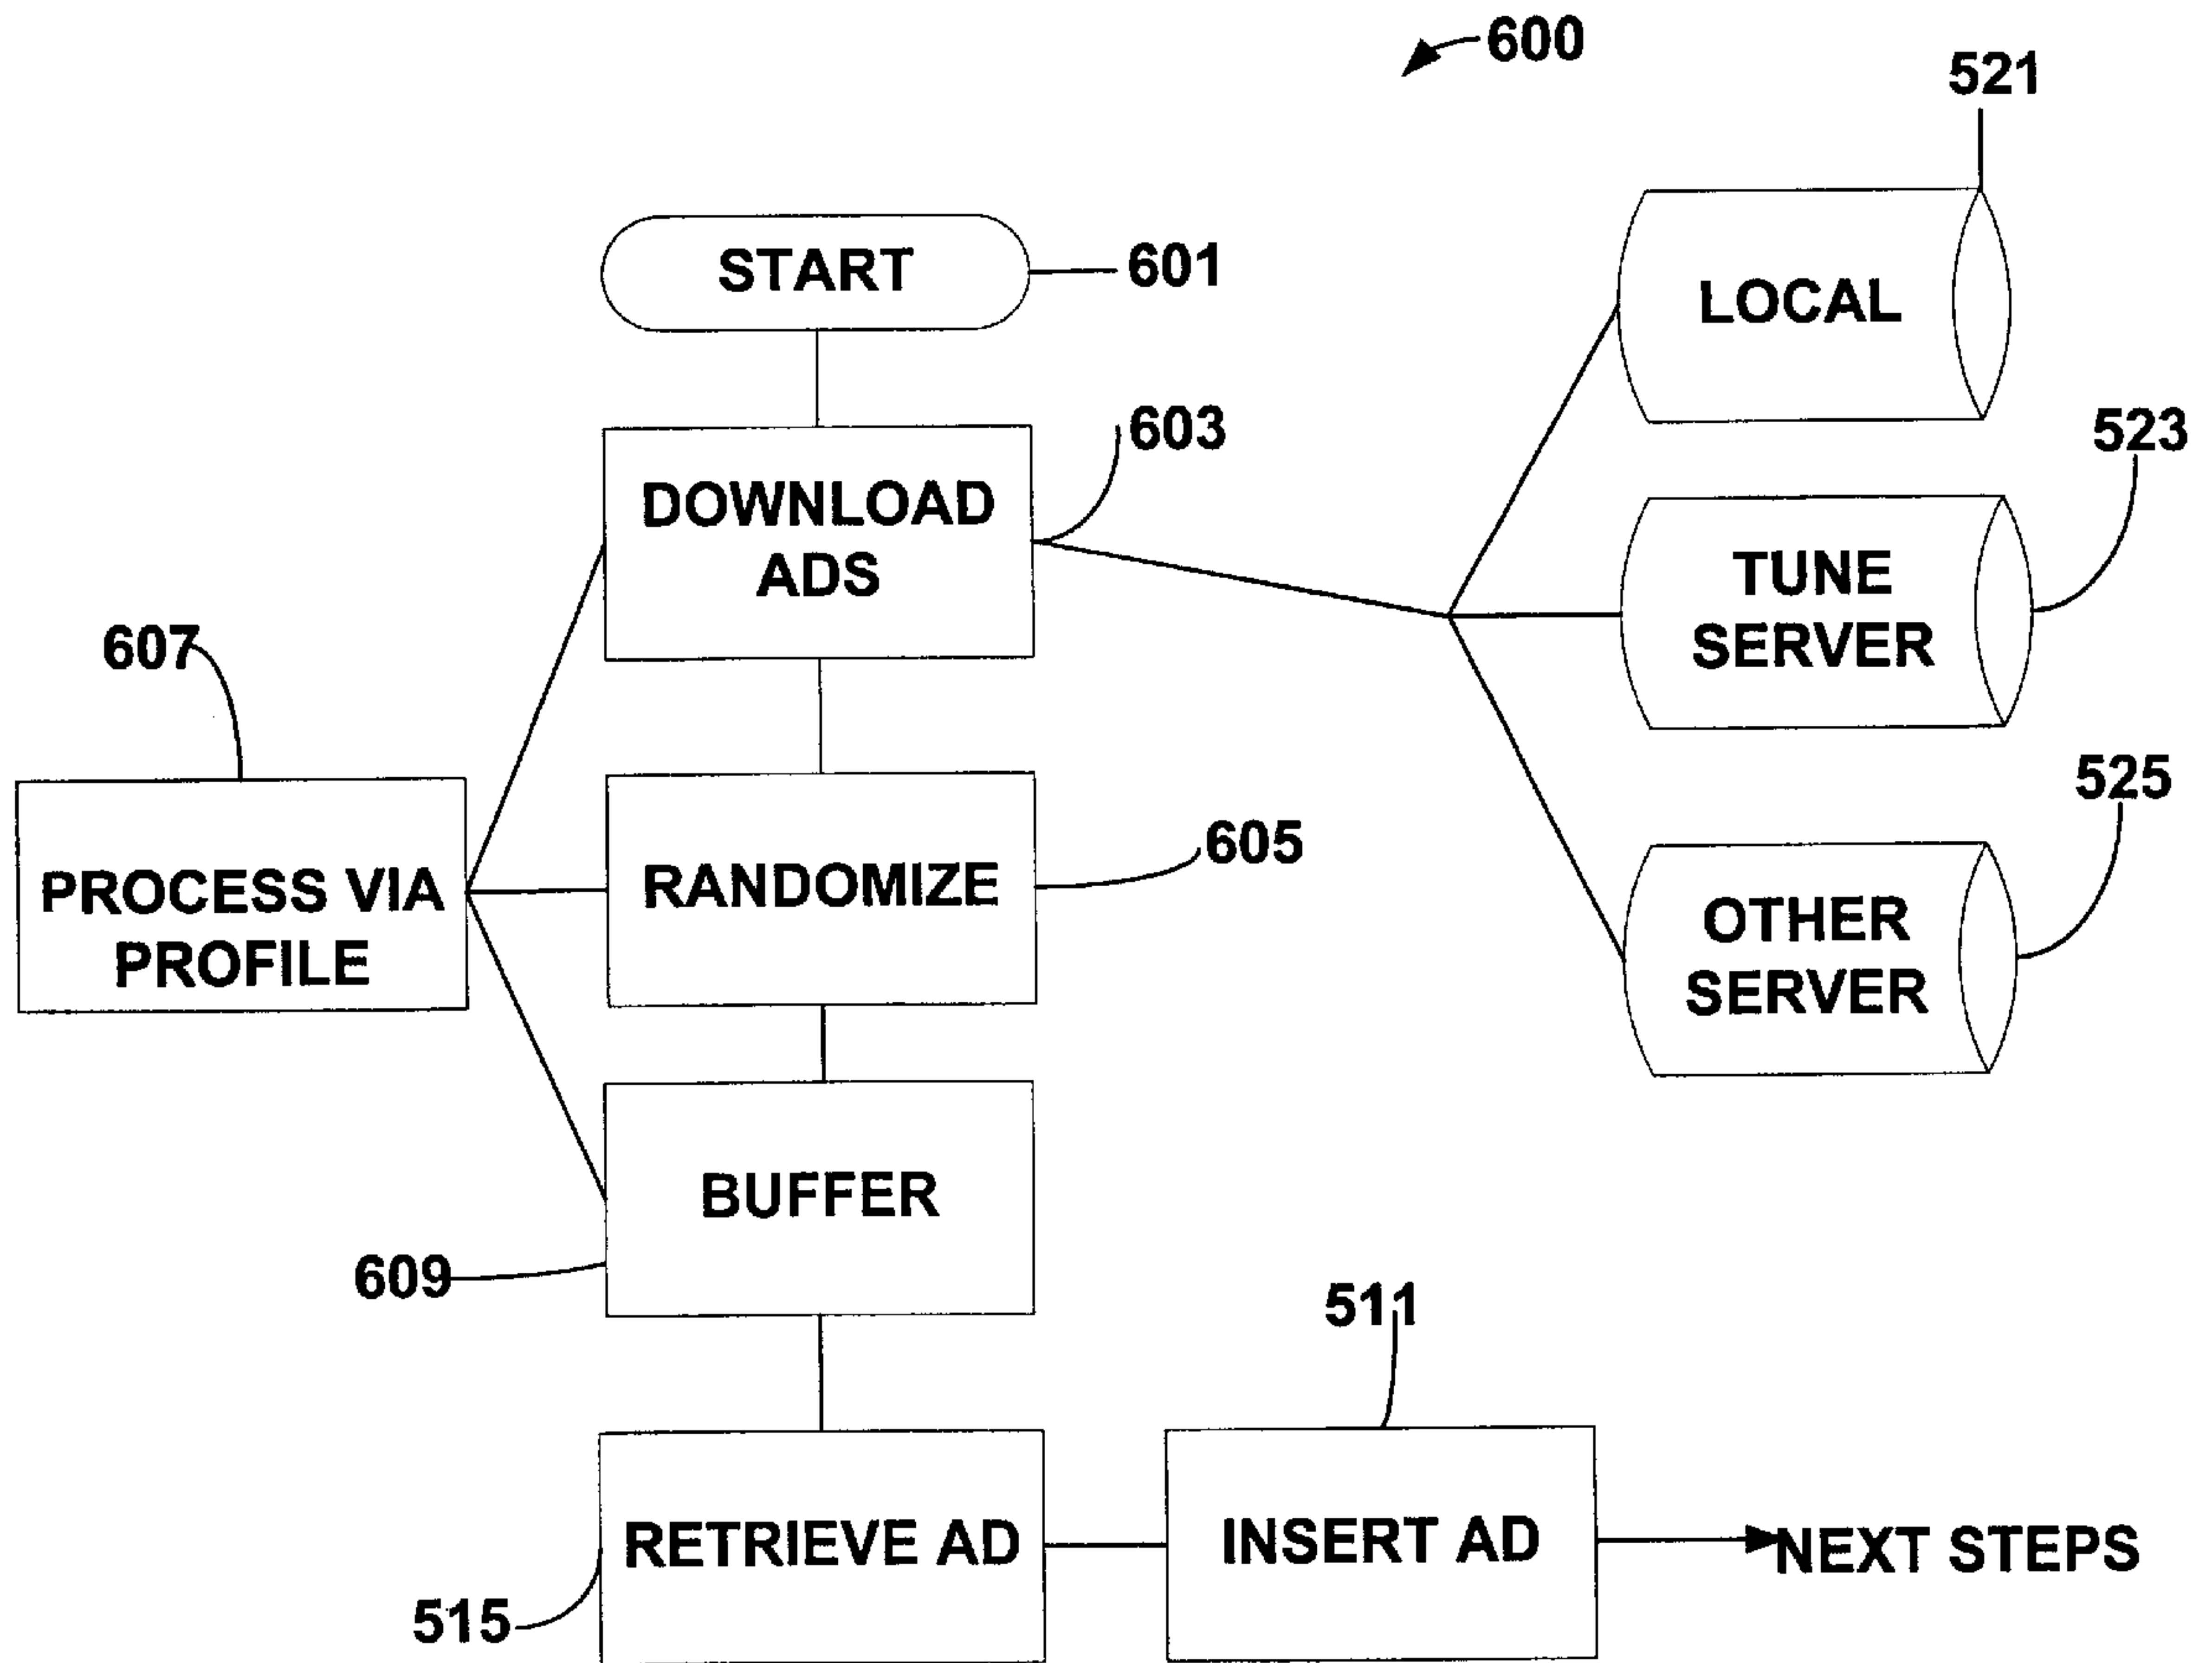 600
521
START
601
LOCAL
603
523
DOWNLOAD
ADS
TUNE
SERVER
607
525
605
PROCESS VIA
PROFILE
RANDOMIZE
OTHER
SERVER
BUFFER
609
511
RETRIEVE AD
INSERT AD
NEXT STEPS
515